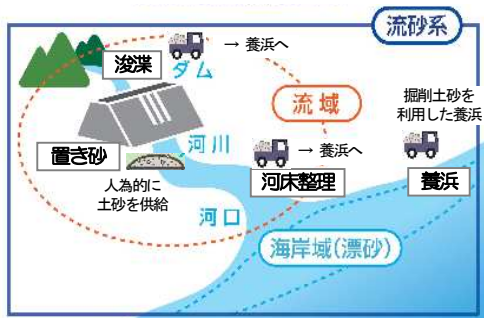 流砂系
→ 養浜へ
浚渫
ダム
流域
掘削土砂を
利用した養浜
置き砂
河川
→ 養浜へ
人為的に
土砂を供給
河床整理
養浜
河口
海岸域(漂砂)